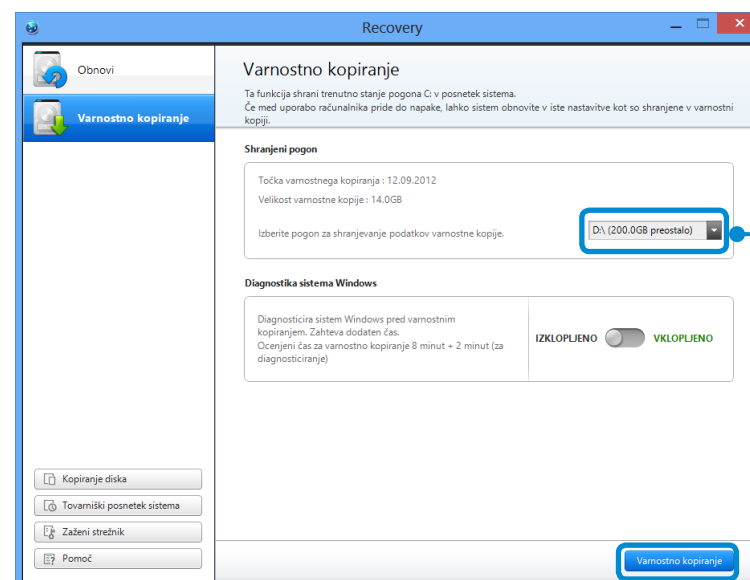 Recovery
Obnovi
Varnostno kopiranje
Varnostno kopiranje
Ta funkcija shrani trenutno stanje pogona C: v posnetek sistema.
Če med uporabo računalnika pride do napake, lahko sistem obnovite v iste nastavitve kot so shranjene v varnostni
kopiji.
Shranjeni pogon
Točka varnostnega kopiranja : 12.09.2012
Velikost varnostne kopije : 14.0GB
Izberite pogon za shranjevanje podatkov varnostne kopije.
D:\ (200.0GB preostalo)
Diagnostika sistema Windows
Diagnosticira sistem Windows pred varnostnim
kopiranjem. Zahteva dodaten čas.
Ocenjeni čas za varnostno kopiranje 8 minut + 2 minut (za
diagnosticiranje)
IZKLOPLJENO
VKLOPLJENO
Kopiranje diska
Tovarniški posnetek sistema
Zaženi strežnik
Pomoč
Varnostno kopiranje